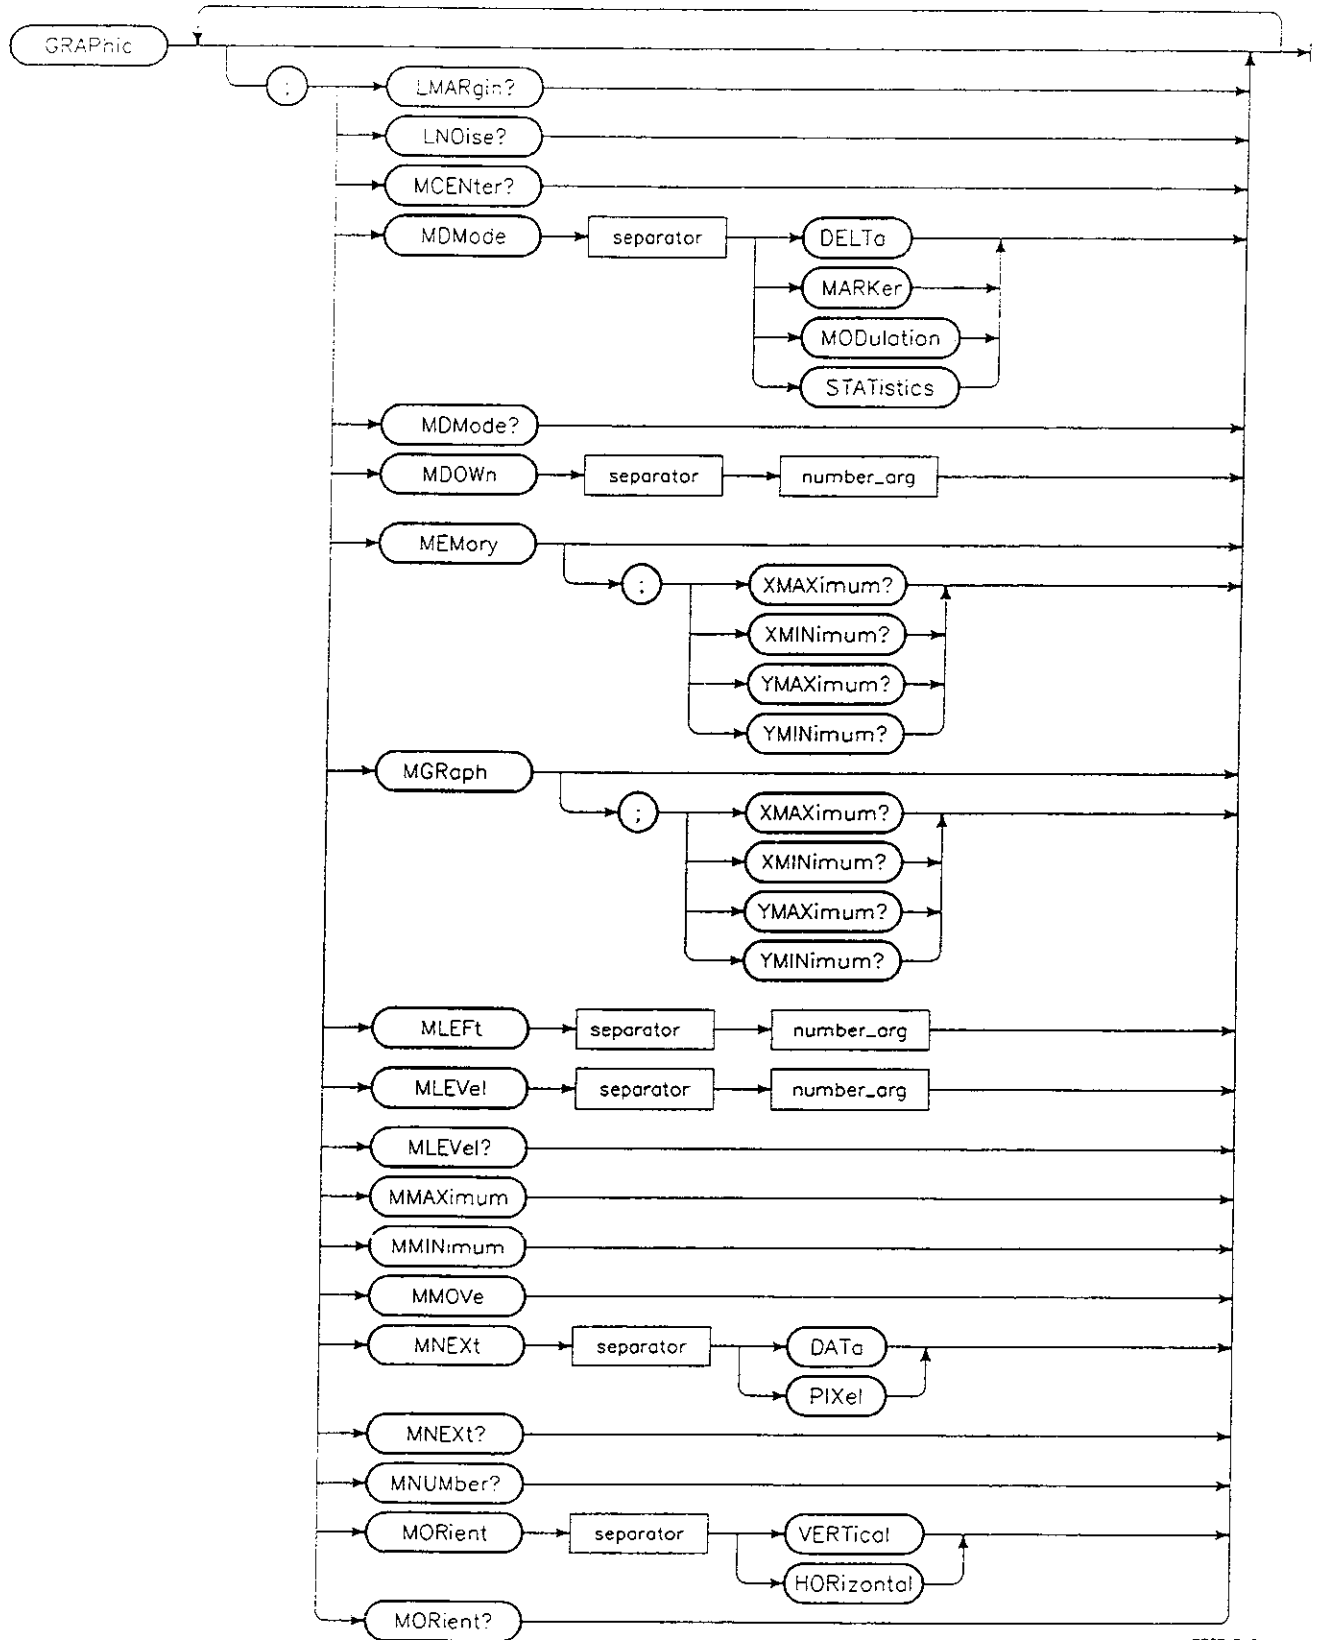 GRAPhic
: LMARgin?
LNOise?
MCENter?
MDMode separator DELTa
MARKer
MODulation
STATistics
MDMode?
MDOWn separator number_arg
MEMory
: XMAXimum?
XMINimum?
YMAXimum?
YMINimum?
MGRaph
: XMAXimum?
XMINimum?
YMAXimum?
YMINimum?
MLEFt separator number_arg
MLEVel separator number_arg
MLEVel?
MMAXimum
MMINimum
MMOVe
MNEXt separator DATa
PIXel
MNEXt?
MNUMber?
MORient separator VERTical
HORizontal
MORient?